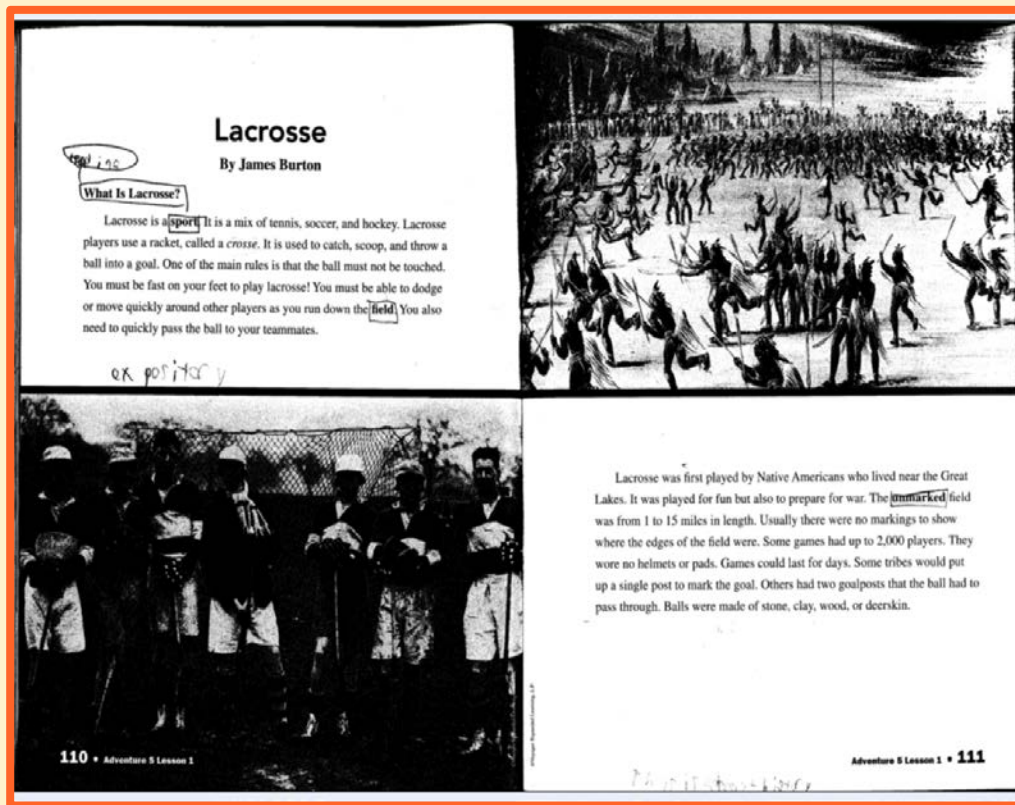 Lacrosse
By James Burton
What Is Lacrosse?
Lacrosse is a sport. It is a mix of tennis, soccer, and hockey. Lacrosse
players use a racket, called a crosse. It is used to catch, scoop, and throw a
ball into a goal. One of the main rules is that the ball must not be touched.
You must be fast on your feet to play lacrosse! You must be able to dodge
or move quickly around other players as you run down the field. You also
need to quickly pass the ball to your teammates.
ex pository
110 • Adventure 5 Lesson 1
Lacrosse was first played by Native Americans who lived near the Great
Lakes. It was played for fun but also to prepare for war. The unmarked field
was from 1 to 15 miles in length. Usually there were no markings to show
where the edges of the field were. Some games had up to 2,000 players. They
wore no helmets or pads. Games could last for days. Some tribes would put
up a single post to mark the goal. Others had two goalposts that the ball had to
pass through. Balls were made of stone, clay, wood, or deerskin.
Adventure 5 Lesson 1 • 111